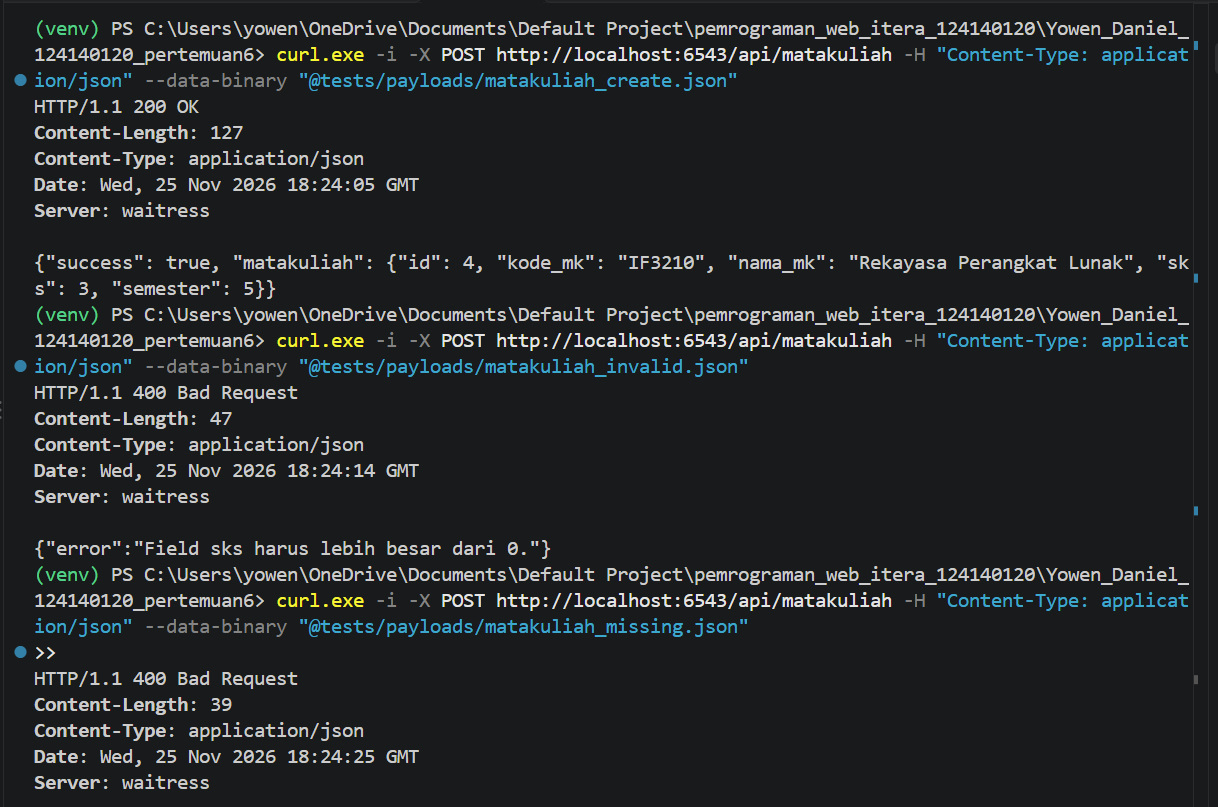 (venv) PS C:\Users\yowen\OneDrive\Documents\Default Project\pemrograman_web_itera_124140120\Yowen_Daniel_
124140120_pertemuan6> curl.exe -i -X POST http://localhost:6543/api/matakuliah -H "Content-Type: applicat
ion/json" --data-binary "@tests/payloads/matakuliah_create.json"
HTTP/1.1 200 OK
Content-Length: 127
Content-Type: application/json
Date: Wed, 25 Nov 2026 18:24:05 GMT
Server: waitress

{"success": true, "matakuliah": {"id": 4, "kode_mk": "IF3210", "nama_mk": "Rekayasa Perangkat Lunak", "sk
s": 3, "semester": 5}}
(venv) PS C:\Users\yowen\OneDrive\Documents\Default Project\pemrograman_web_itera_124140120\Yowen_Daniel_
124140120_pertemuan6> curl.exe -i -X POST http://localhost:6543/api/matakuliah -H "Content-Type: applicat
ion/json" --data-binary "@tests/payloads/matakuliah_invalid.json"
HTTP/1.1 400 Bad Request
Content-Length: 47
Content-Type: application/json
Date: Wed, 25 Nov 2026 18:24:14 GMT
Server: waitress

{"error":"Field sks harus lebih besar dari 0."}
(venv) PS C:\Users\yowen\OneDrive\Documents\Default Project\pemrograman_web_itera_124140120\Yowen_Daniel_
124140120_pertemuan6> curl.exe -i -X POST http://localhost:6543/api/matakuliah -H "Content-Type: applicat
ion/json" --data-binary "@tests/payloads/matakuliah_missing.json"
>>
HTTP/1.1 400 Bad Request
Content-Length: 39
Content-Type: application/json
Date: Wed, 25 Nov 2026 18:24:25 GMT
Server: waitress